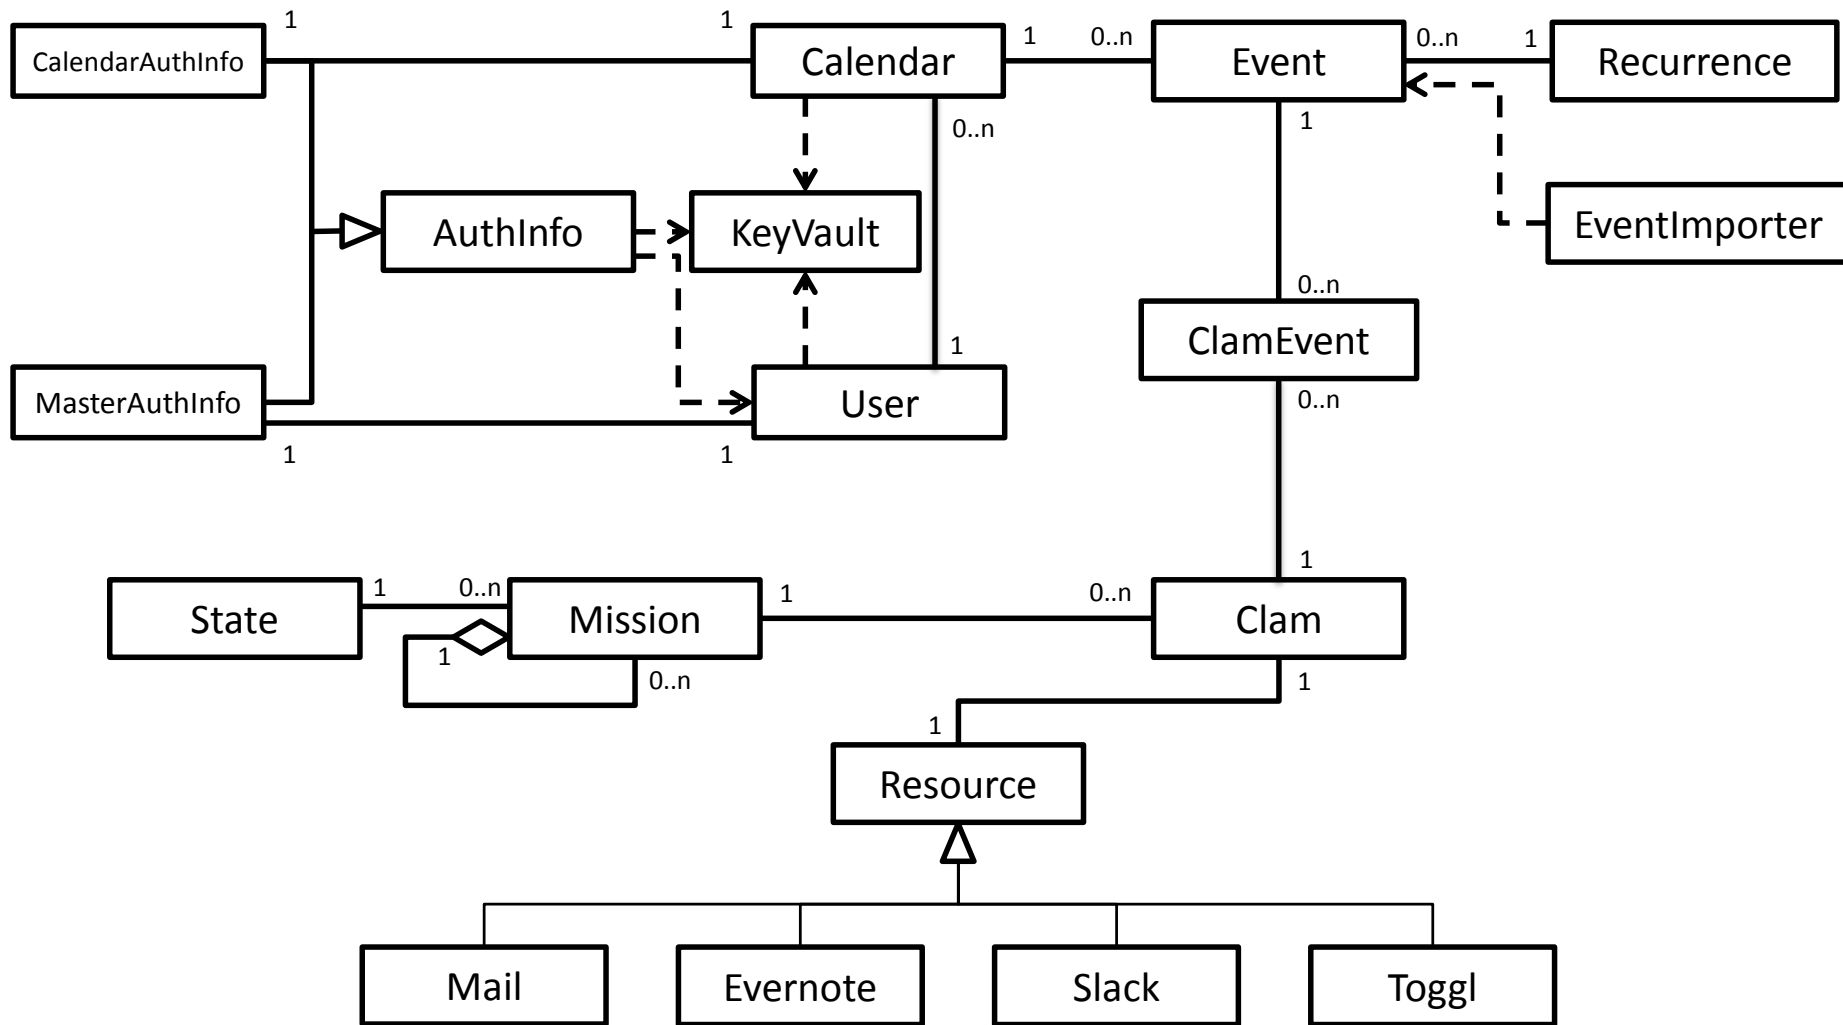 1
1
1
0..n
0..n
1
CalendarAuthInfo
Calendar
Event
Recurrence
0..n
1
AuthInfo
KeyVault
EventImporter
0..n
ClamEvent
1
MasterAuthInfo
User
0..n
1
1
1
1
0..n
1
0..n
State
Mission
Clam
1
0..n
1
1
Resource
Mail
Evernote
Slack
Toggl